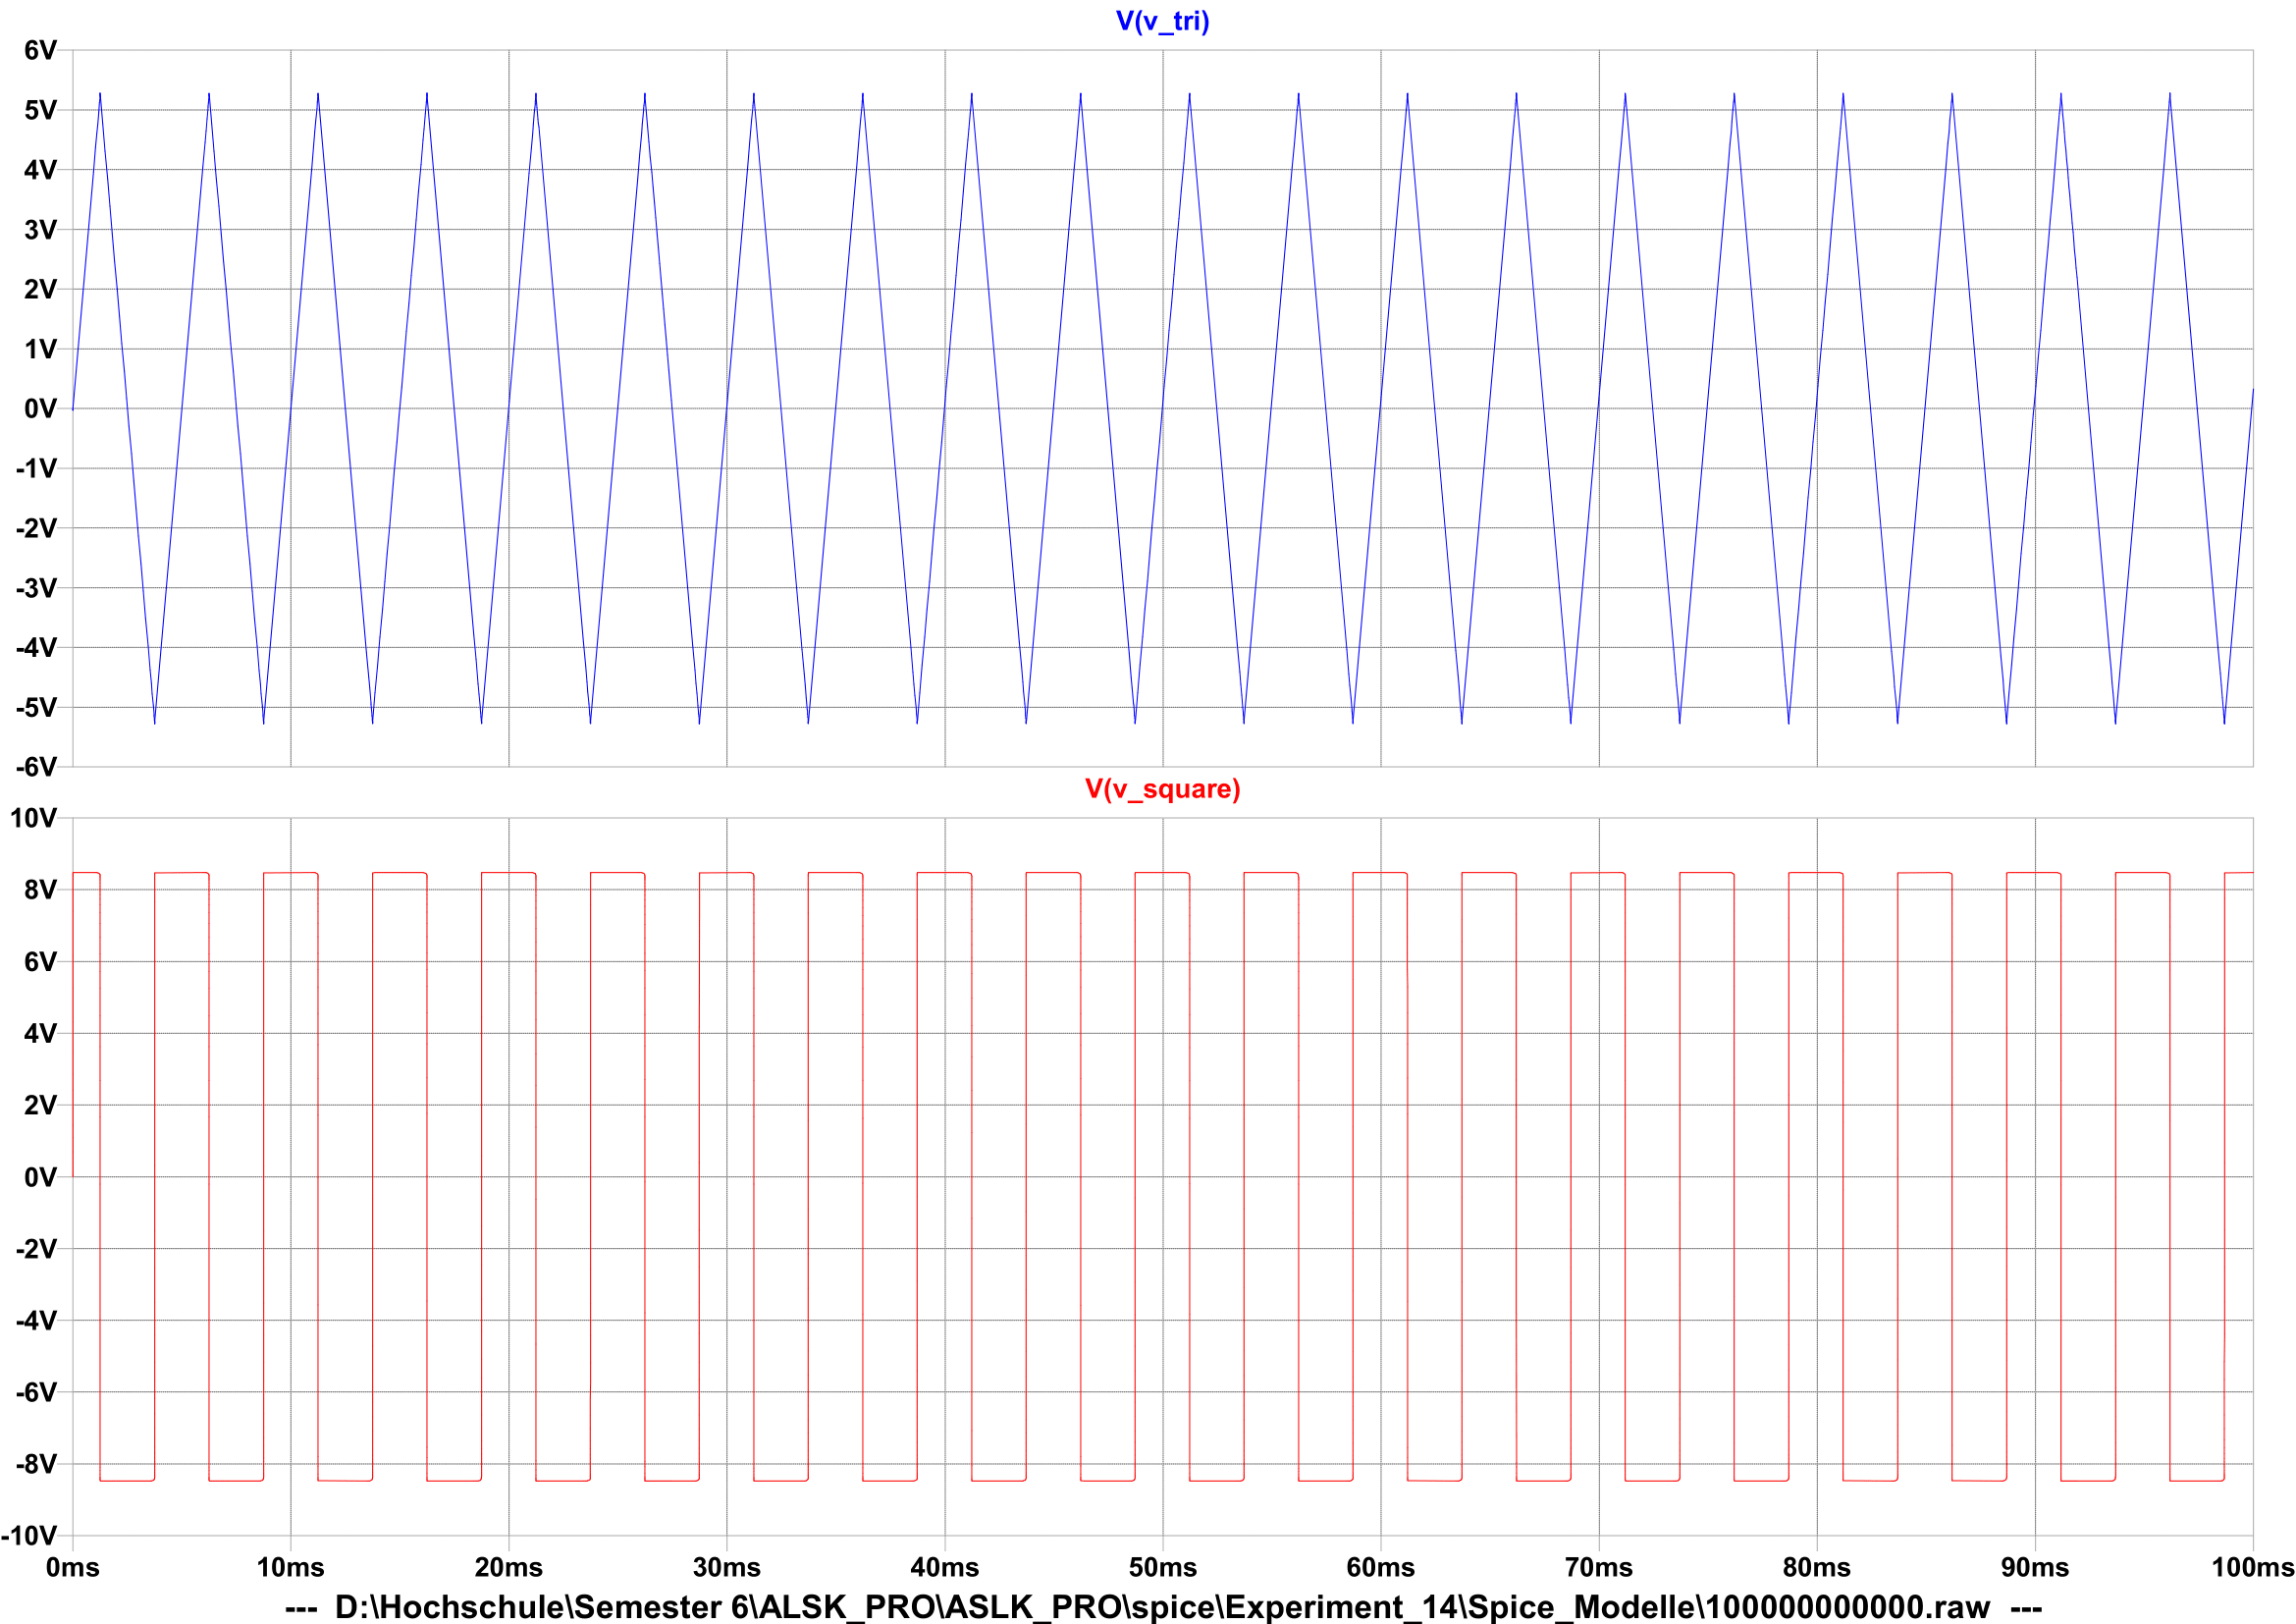 V(v_tri)
6V
5V
4V
3V
2V
1V
0V
-1V
-2V
-3V
-4V
-5V
-6V
V(v_square)
10V
8V
6V
4V
2V
0V
-2V
-4V
-6V
-8V
-10V
0ms 10ms 20ms 30ms 40ms 50ms 60ms 70ms 80ms 90ms 100ms
--- D:\Hochschule\Semester 6\ALSK_PRO\ASLK_PRO\spice\Experiment_14\Spice_Modelle\100000000000.raw ---